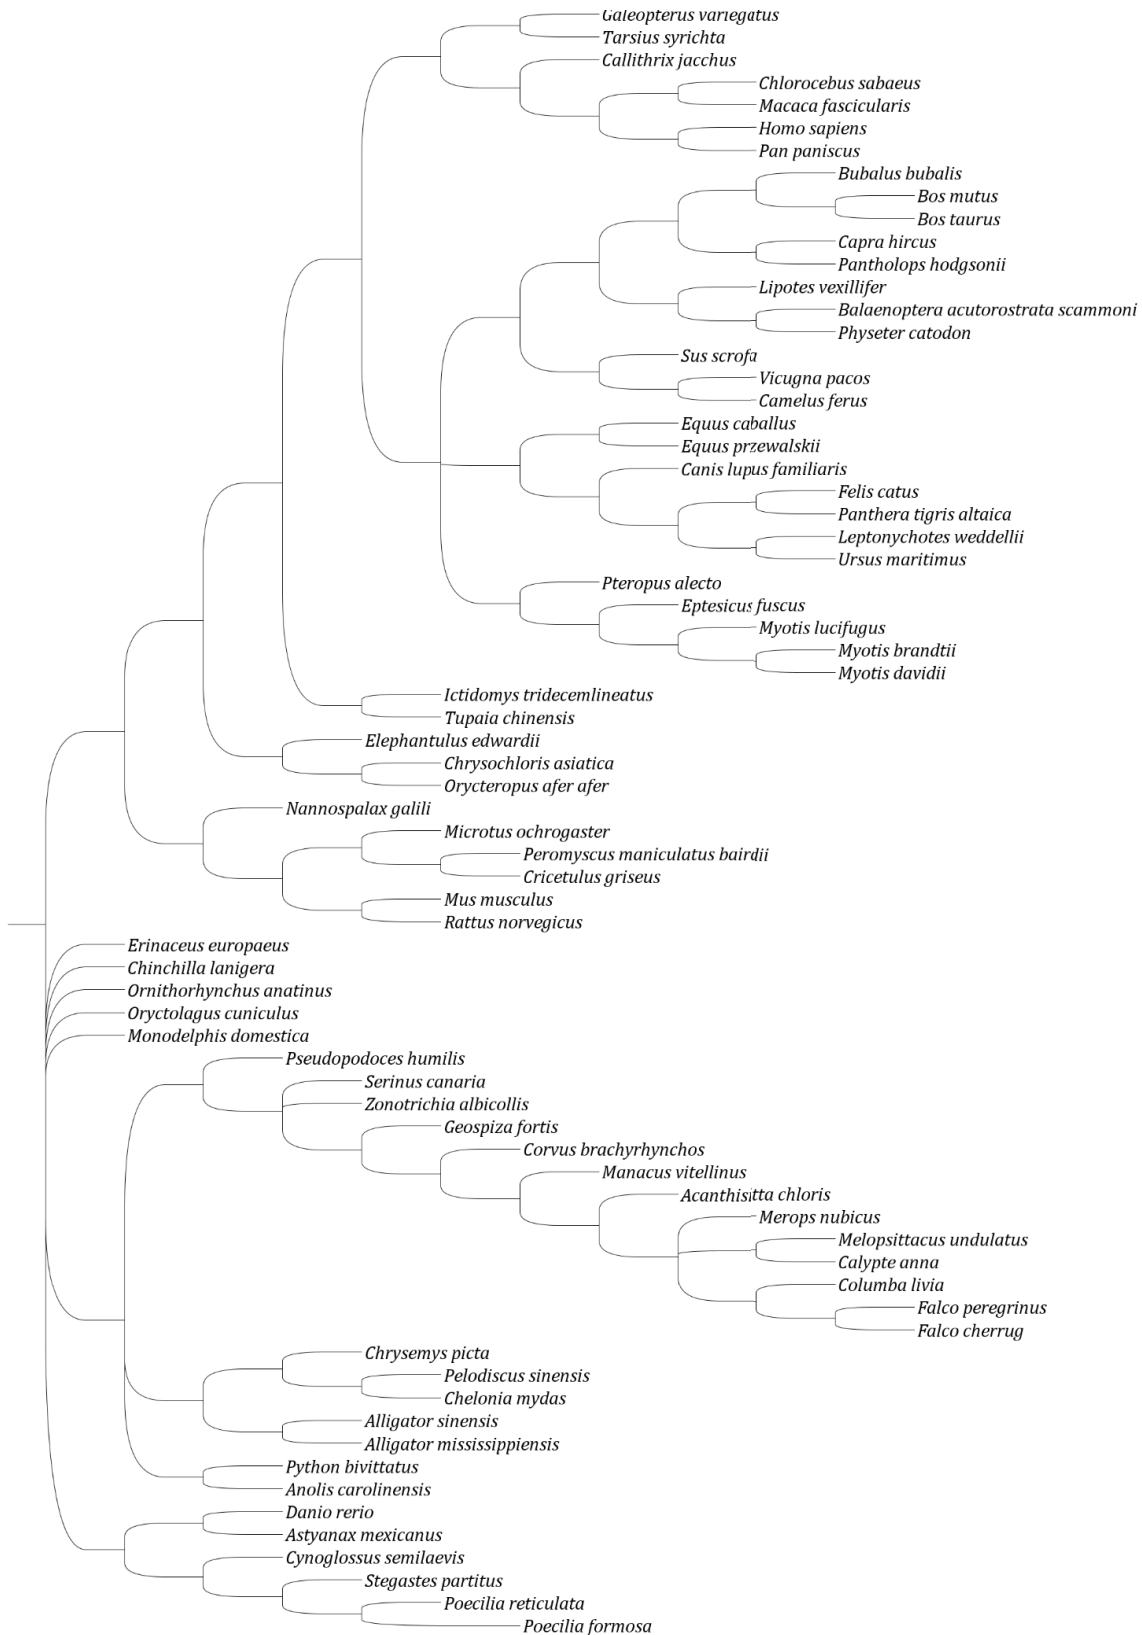 Galeopterus variegatus
Tarsius syrichta
Callithrix jacchus
Chlorocebus sabaeus
Macaca fascicularis
Homo sapiens
Pan paniscus
Bubalus bubalis
Bos mutus
Bos taurus
Capra hircus
Pantholops hodgsonii
Lipotes vexillifer
Balaenoptera acutorostrata scammoni
Physeter catodon
Sus scrofa
Vicugna pacos
Camelus ferus
Equus caballus
Equus przewalskii
Canis lupus familiaris
Felis catus
Panthera tigris altaica
Leptonychotes weddellii
Ursus maritimus
Pteropus alecto
Eptesicus fuscus
Myotis lucifugus
Myotis brandtii
Myotis davidii
Ictidomys tridecemlineatus
Tupaia chinensis
Elephantulus edwardii
Chrysochloris asiatica
Orycteropus afer afer
Nannospalax galili
Microtus ochrogaster
Peromyscus maniculatus bairdii
Cricetulus griseus
Mus musculus
Rattus norvegicus
Erinaceus europaeus
Chinchilla lanigera
Ornithorhynchus anatinus
Oryctolagus cuniculus
Monodelphis domestica
Pseudopodoces humilis
Serinus canaria
Zonotrichia albicollis
Geospiza fortis
Corvus brachyrhynchos
Manacus vitellinus
Acanthisitta chloris
Merops nubicus
Melopsittacus undulatus
Calypte anna
Columba livia
Falco peregrinus
Falco cherrug
Chrysemys picta
Pelodiscus sinensis
Chelonia mydas
Alligator sinensis
Alligator mississippiensis
Python bivittatus
Anolis carolinensis
Danio rerio
Astyanax mexicanus
Cynoglossus semilaevis
Stegastes partitus
Poecilia reticulata
Poecilia formosa